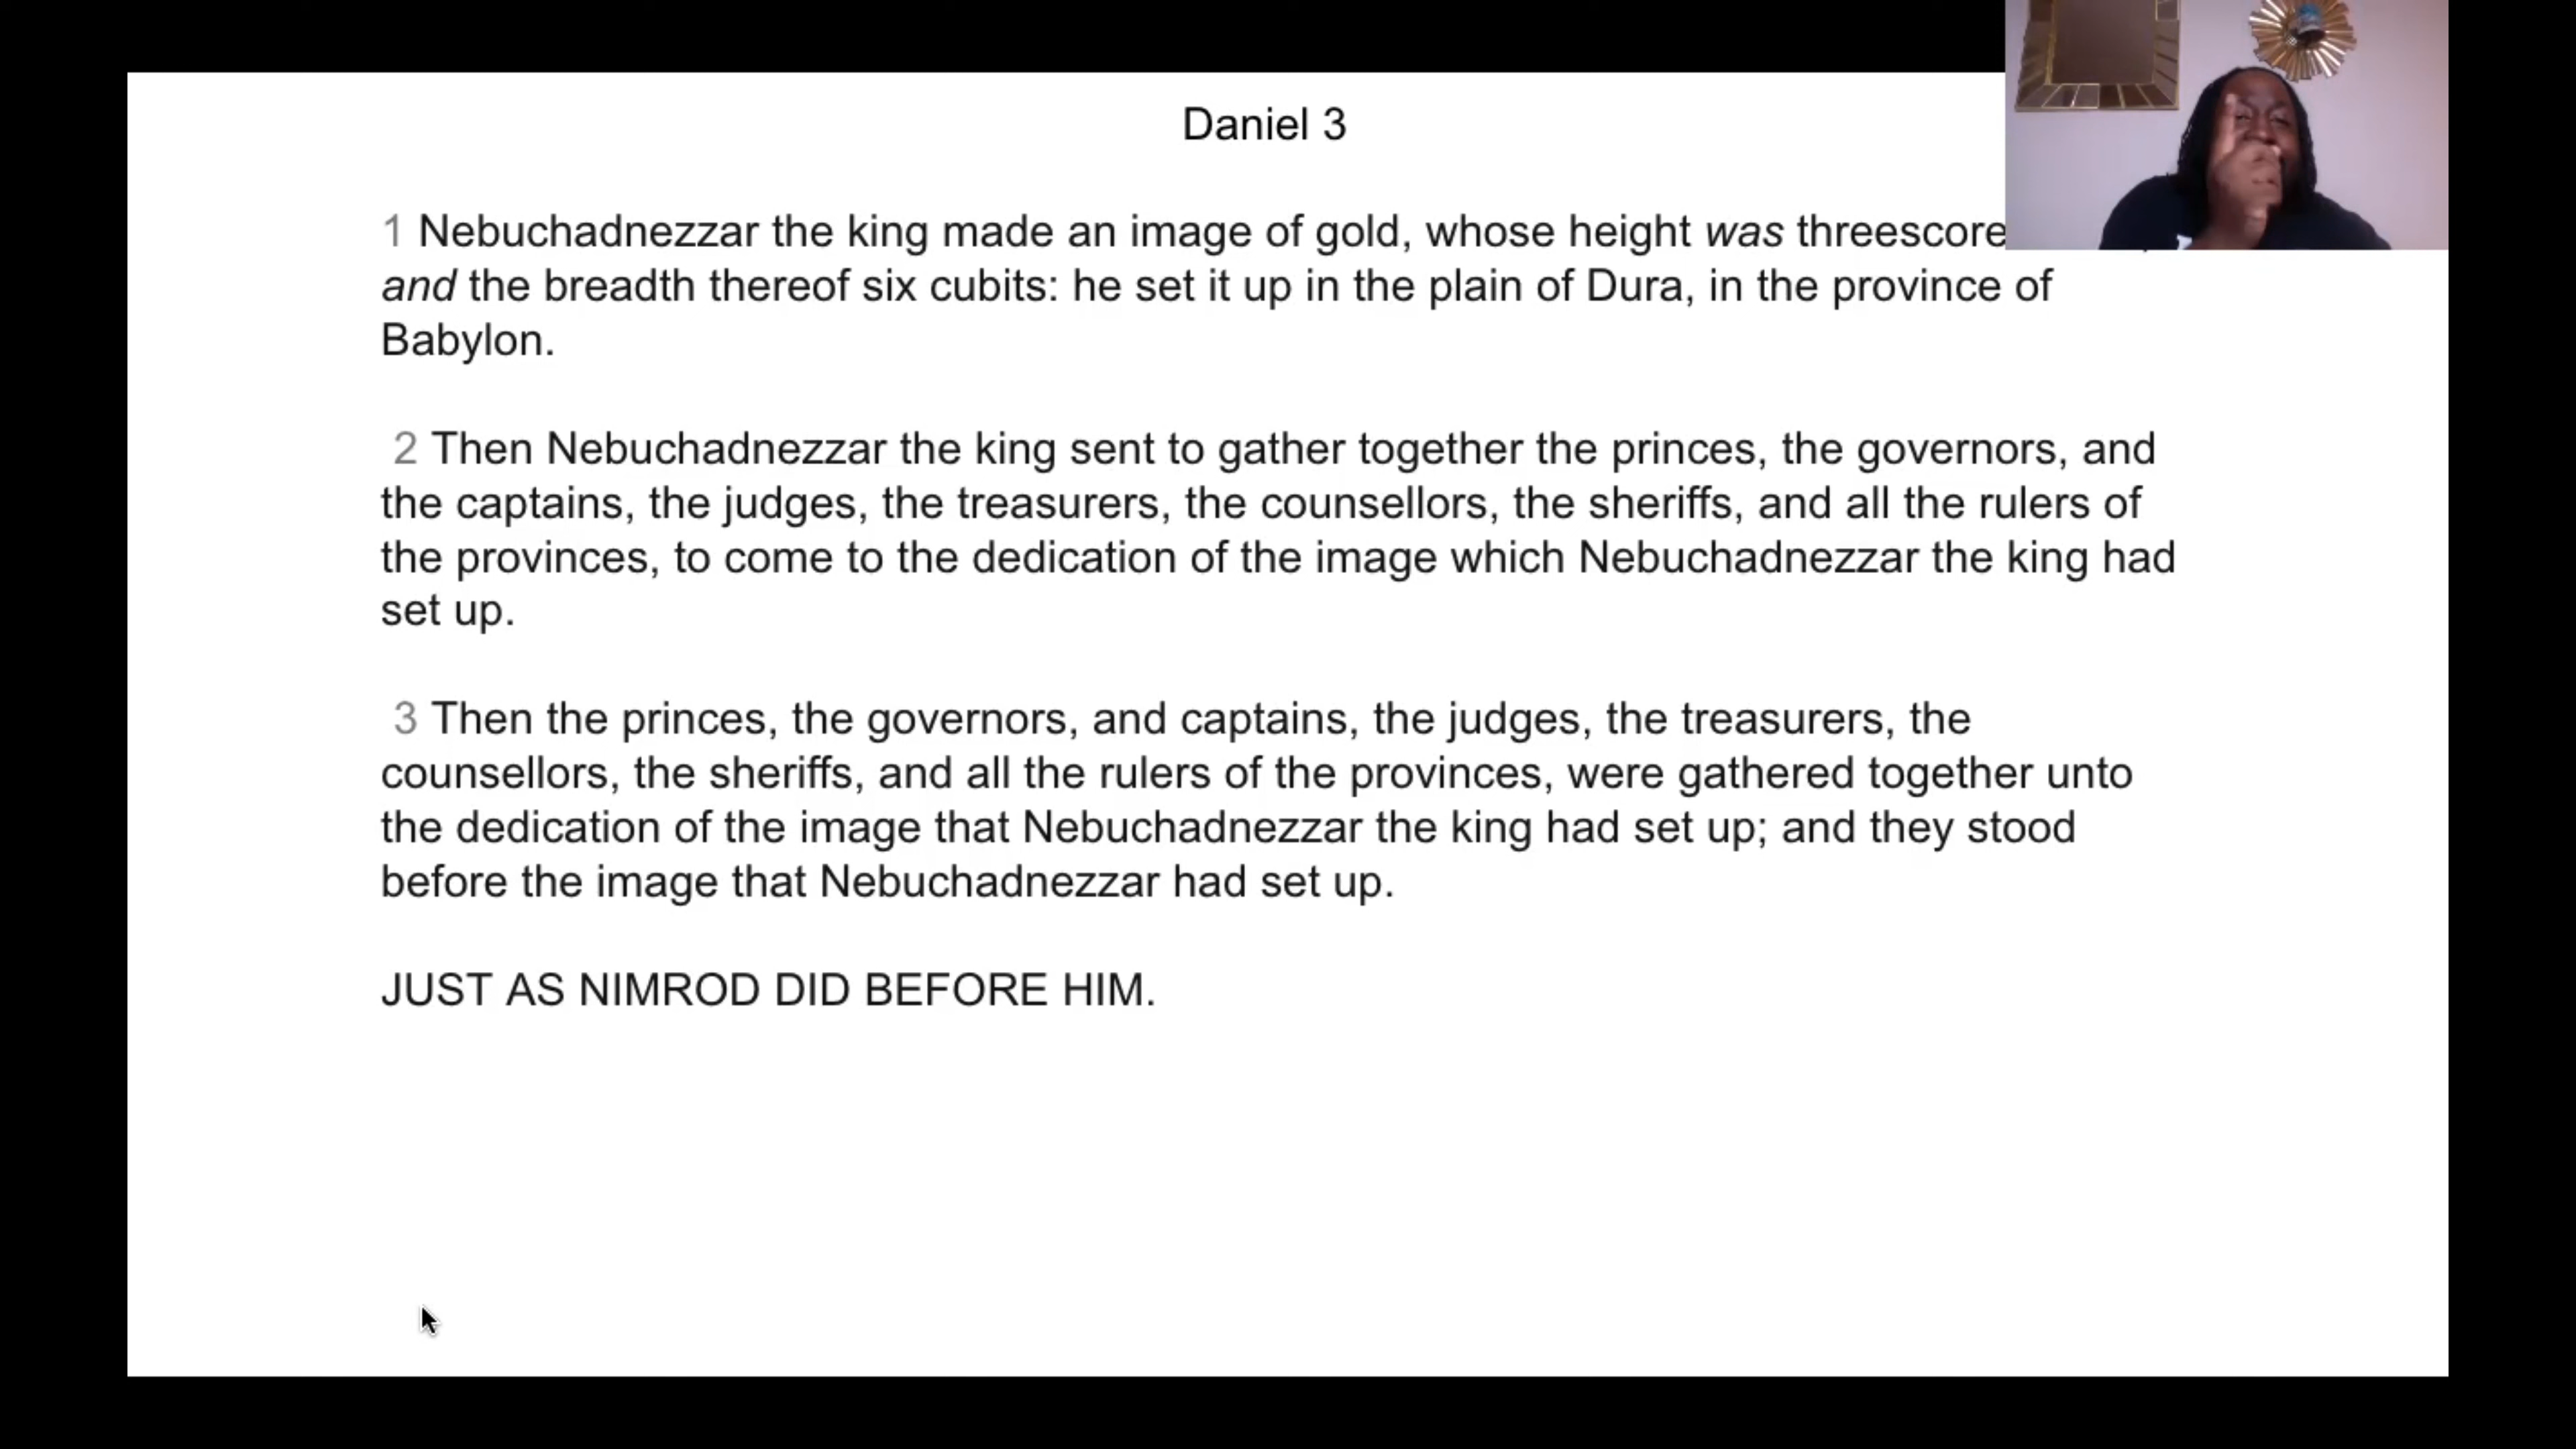 Daniel 3
1 Nebuchadnezzar the king made an image of gold, whose height was threescore
and the breadth thereof six cubits: he set it up in the plain of Dura, in the province of
Babylon.
2 Then Nebuchadnezzar the king sent to gather together the princes, the governors, and
the captains, the judges, the treasurers, the counsellors, the sheriffs, and all the rulers of
the provinces, to come to the dedication of the image which Nebuchadnezzar the king had
set up.
3 Then the princes, the governors, and captains, the judges, the treasurers, the
counsellors, the sheriffs, and all the rulers of the provinces, were gathered together unto
the dedication of the image that Nebuchadnezzar the king had set up; and they stood
before the image that Nebuchadnezzar had set up.
JUST AS NIMROD DID BEFORE HIM.